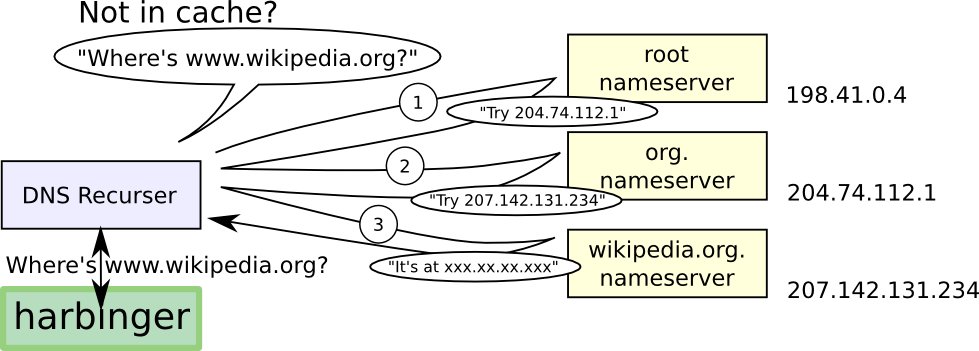 Not in cache?
"Where's www.wikipedia.org?"
root
nameserver
198.41.0.4
1
"Try 204.74.112.1"
org.
nameserver
204.74.112.1
2
"Try 207.142.131.234"
DNS Recurser
3
wikipedia.org.
nameserver
207.142.131.234
"It's at xxx.xx.xx.xxx"
Where's www.wikipedia.org?
harbinger